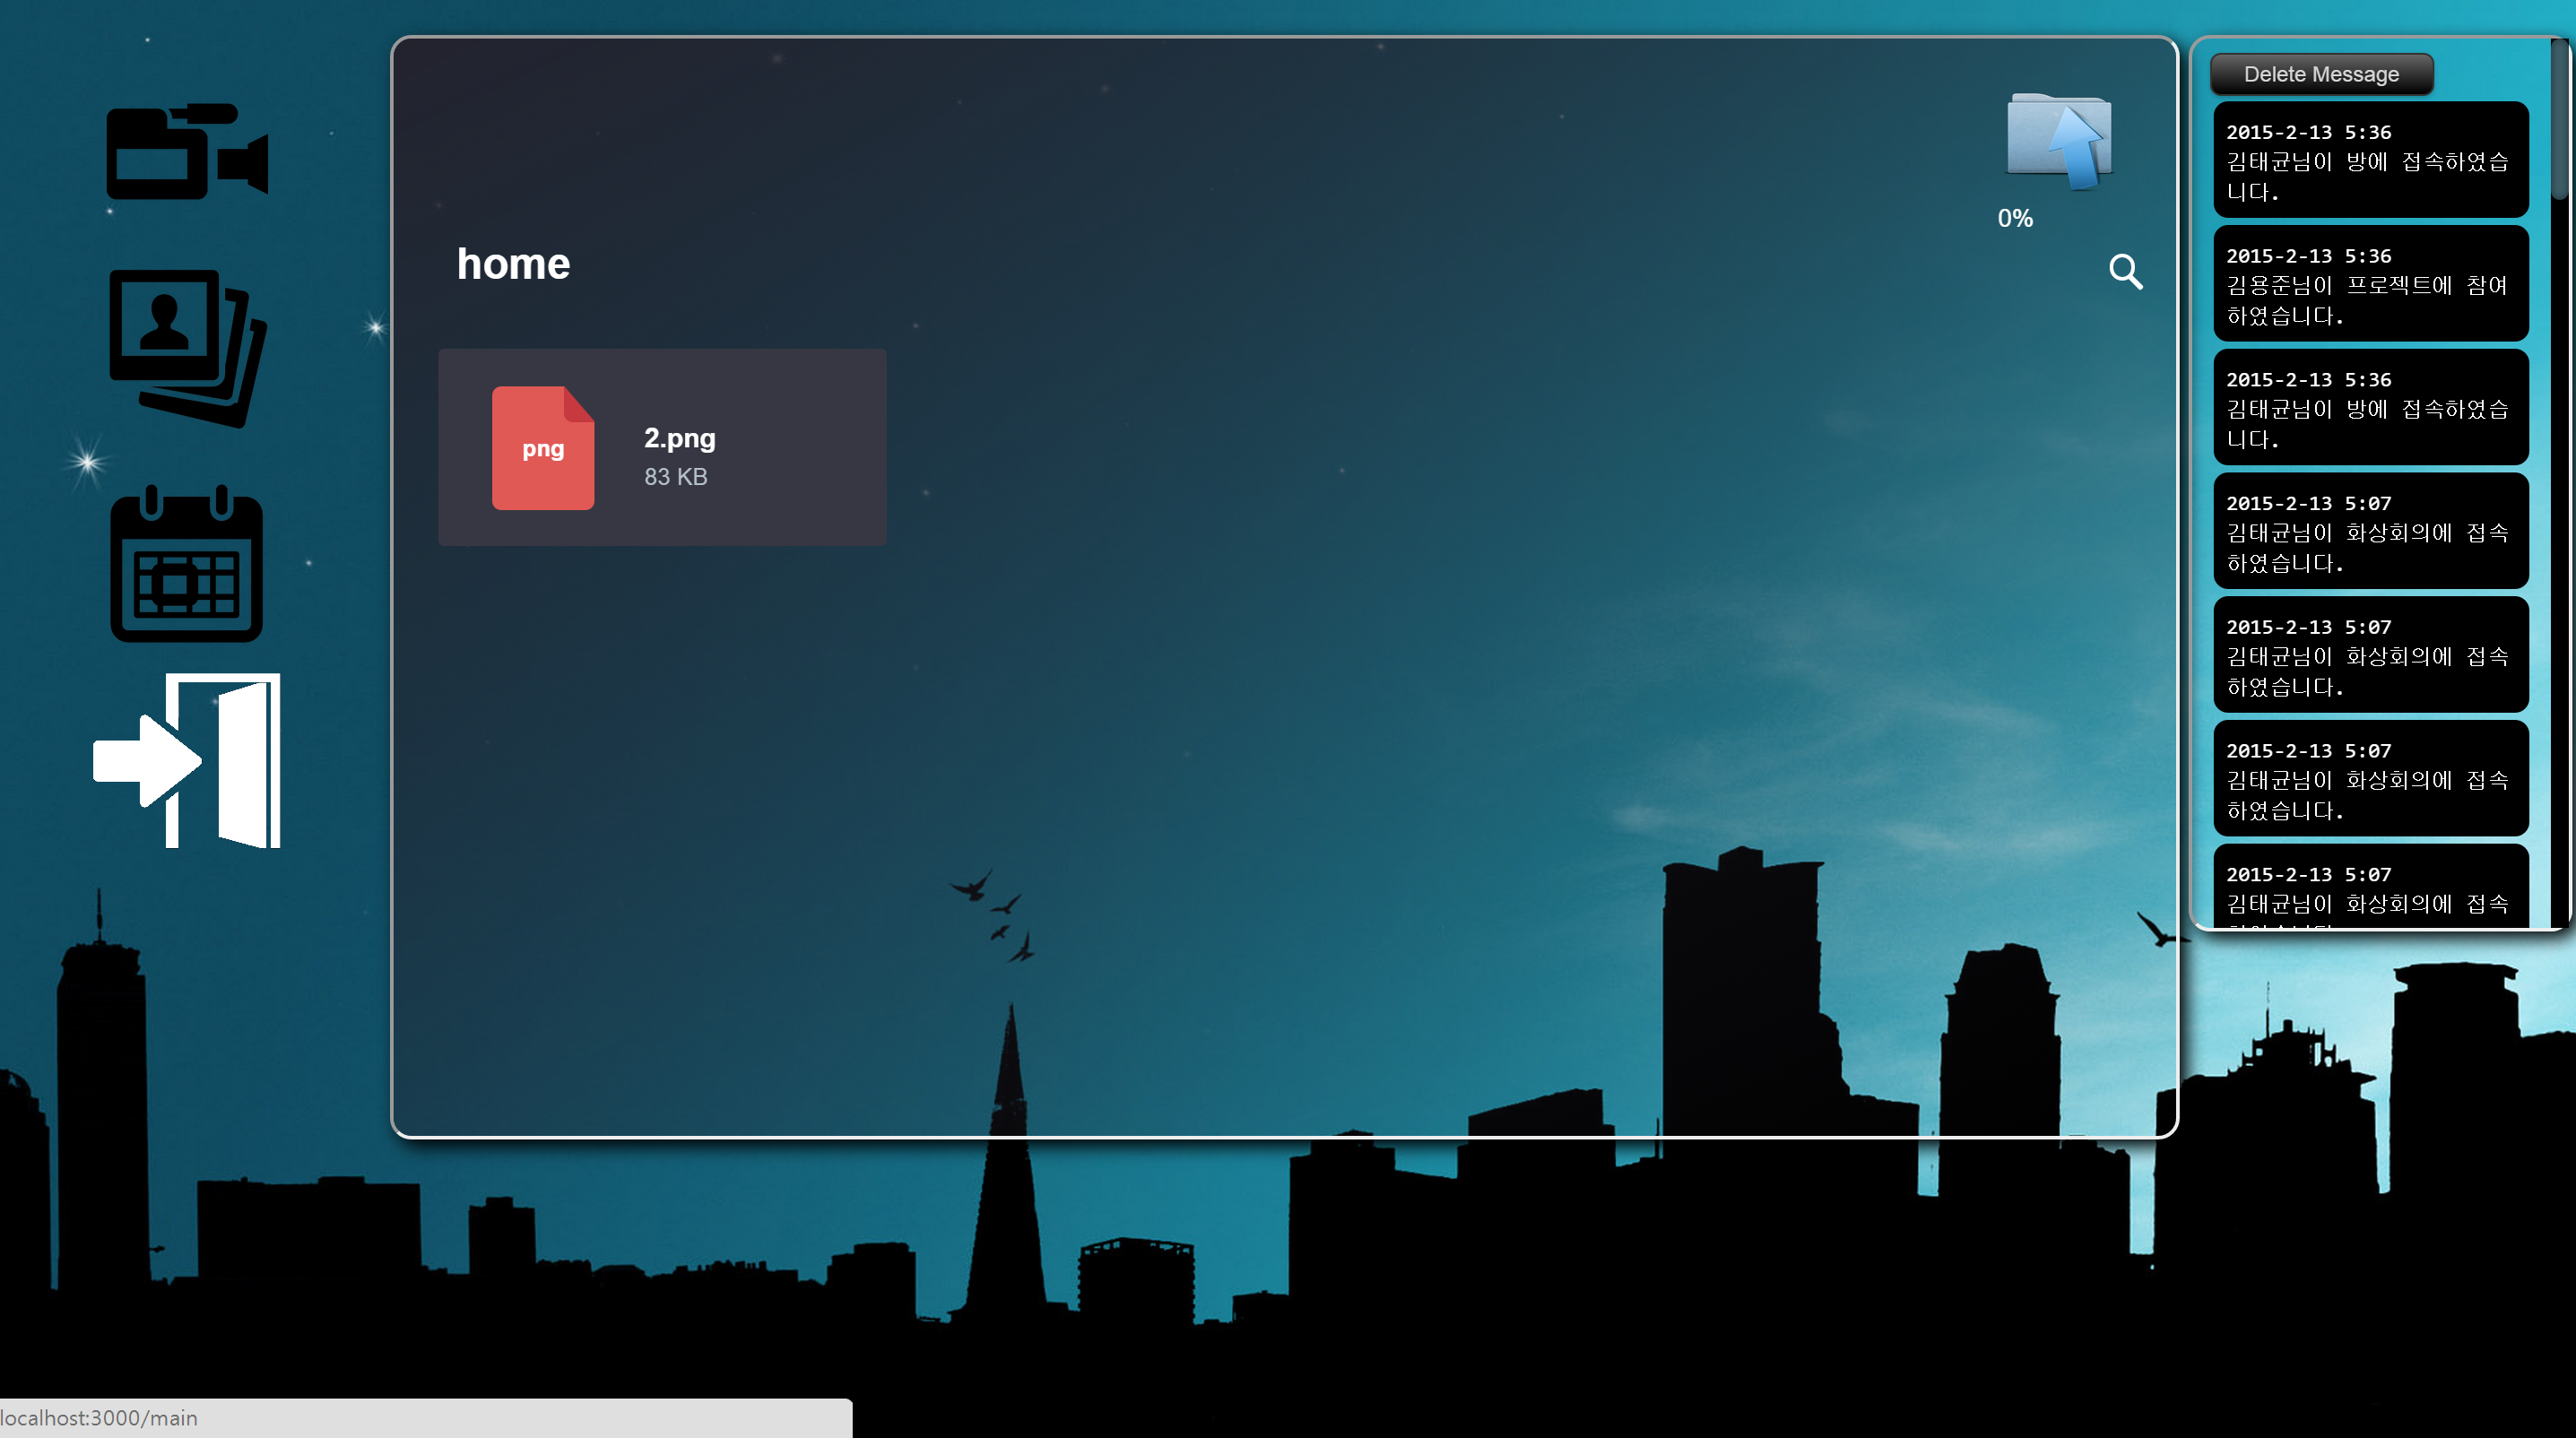 0%
home
png
2.png
83 KB
Delete Message
2015-2-13 5:36
김태균님이 방에 접속하였습
니다.
2015-2-13 5:36
김용준님이 프로젝트에 참여
하였습니다.
2015-2-13 5:36
김태균님이 방에 접속하였습
니다.
2015-2-13 5:07
김태균님이 화상회의에 접속
하였습니다.
2015-2-13 5:07
김태균님이 화상회의에 접속
하였습니다.
2015-2-13 5:07
김태균님이 화상회의에 접속
하였습니다.
2015-2-13 5:07
김태균님이 화상회의에 접속
localhost:3000/main